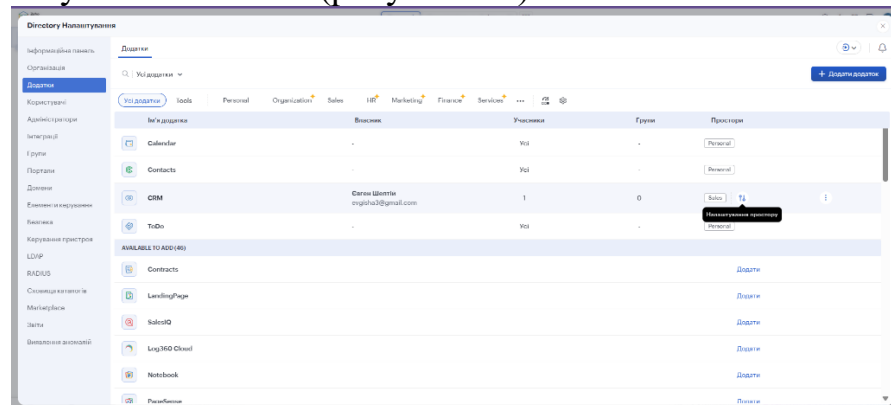 Directory Налаштування
Інформаційна панель
Організація
Додатки
Користувачі
Адміністратори
Інтеграції
Групи
Портали
Домени
Елементи керування
Безпека
Керування пристроєм
LDAP
RADIUS
Сховища каталогів
Marketplace
Звіти
Виявлення аномалій
Додатки
Усі додатки
+ Додати додаток
Усі додатки Tools Personal Organization Sales HR Marketing Finance Services
Ім'я додатка Власник Учасники Групи Простори
Calendar - Усі - Personal
Contacts - Усі - Personal
CRM Євген Шептін evgisha3@gmail.com 1 0 Sales
Налаштування простору
ToDo - Усі - Personal
AVAILABLE TO ADD (46)
Contracts Додати
LandingPage Додати
SalesIQ Додати
Log360 Cloud Додати
Notebook Додати
PageSense Додати